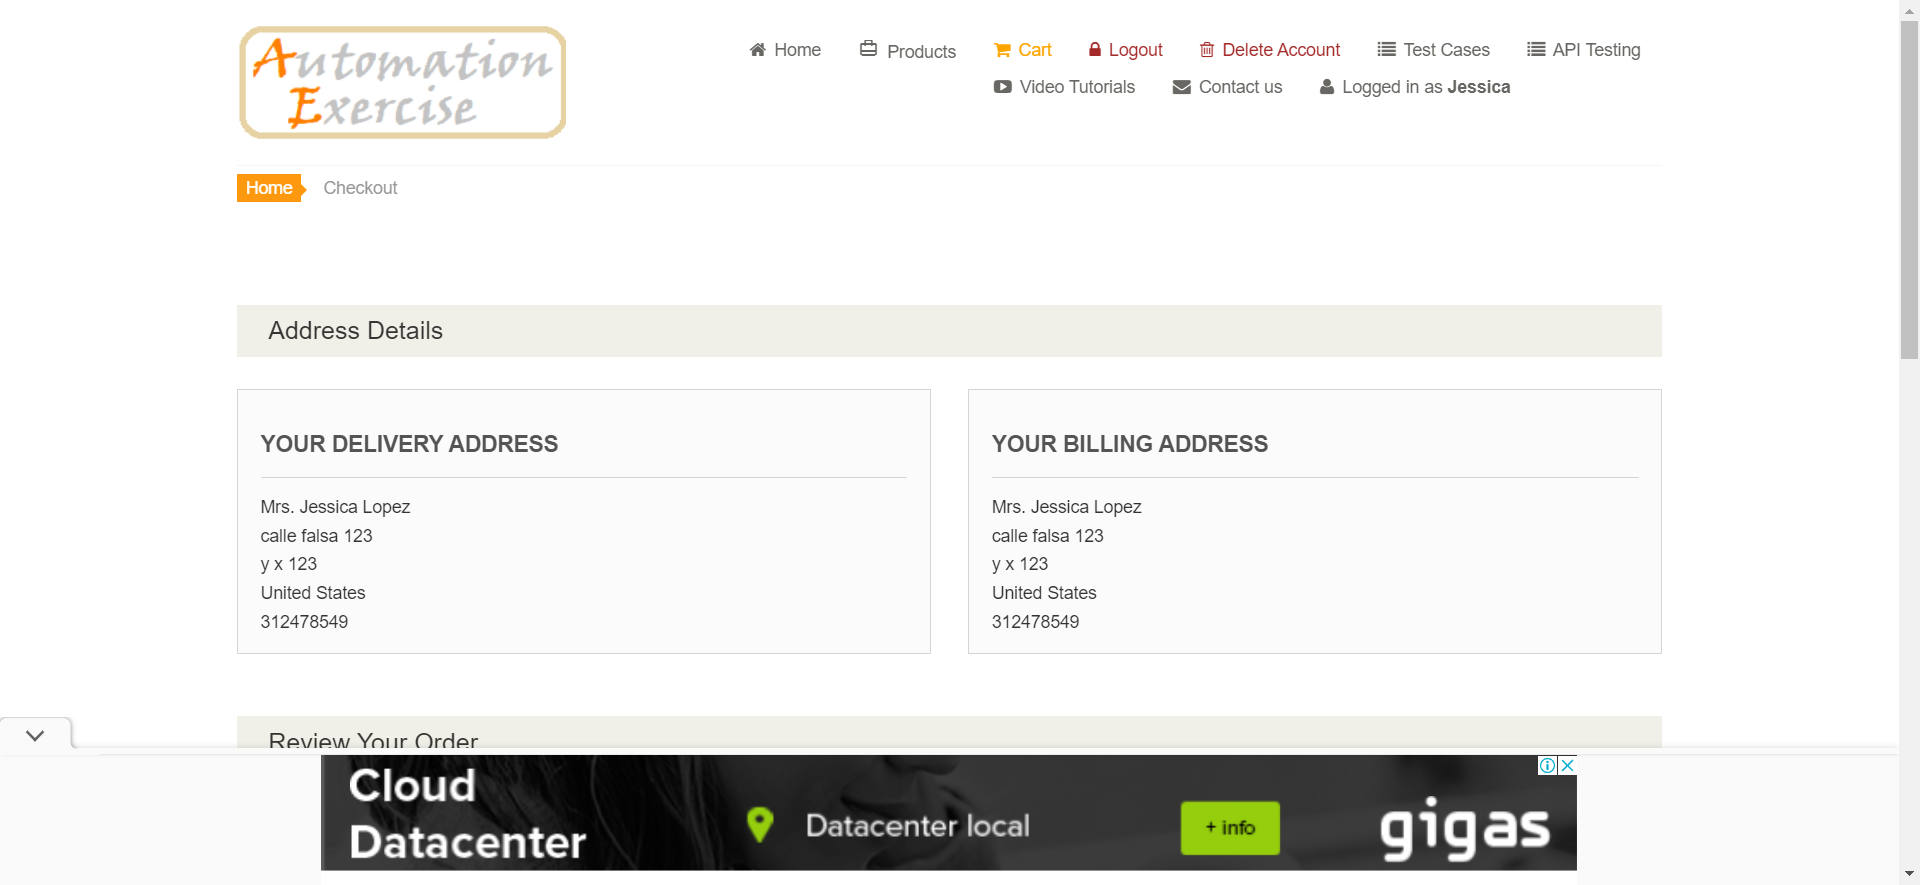 Automation
Exercise
Home
Products
Cart
Logout
Delete Account
Test Cases
API Testing
Video Tutorials
Contact us
Logged in as Jessica
Home
Checkout
Address Details
YOUR DELIVERY ADDRESS
Mrs. Jessica Lopez
calle falsa 123
y x 123
United States
312478549
YOUR BILLING ADDRESS
Mrs. Jessica Lopez
calle falsa 123
y x 123
United States
312478549
Review Your Order
Cloud
Datacenter
Datacenter local
+ info
gigas